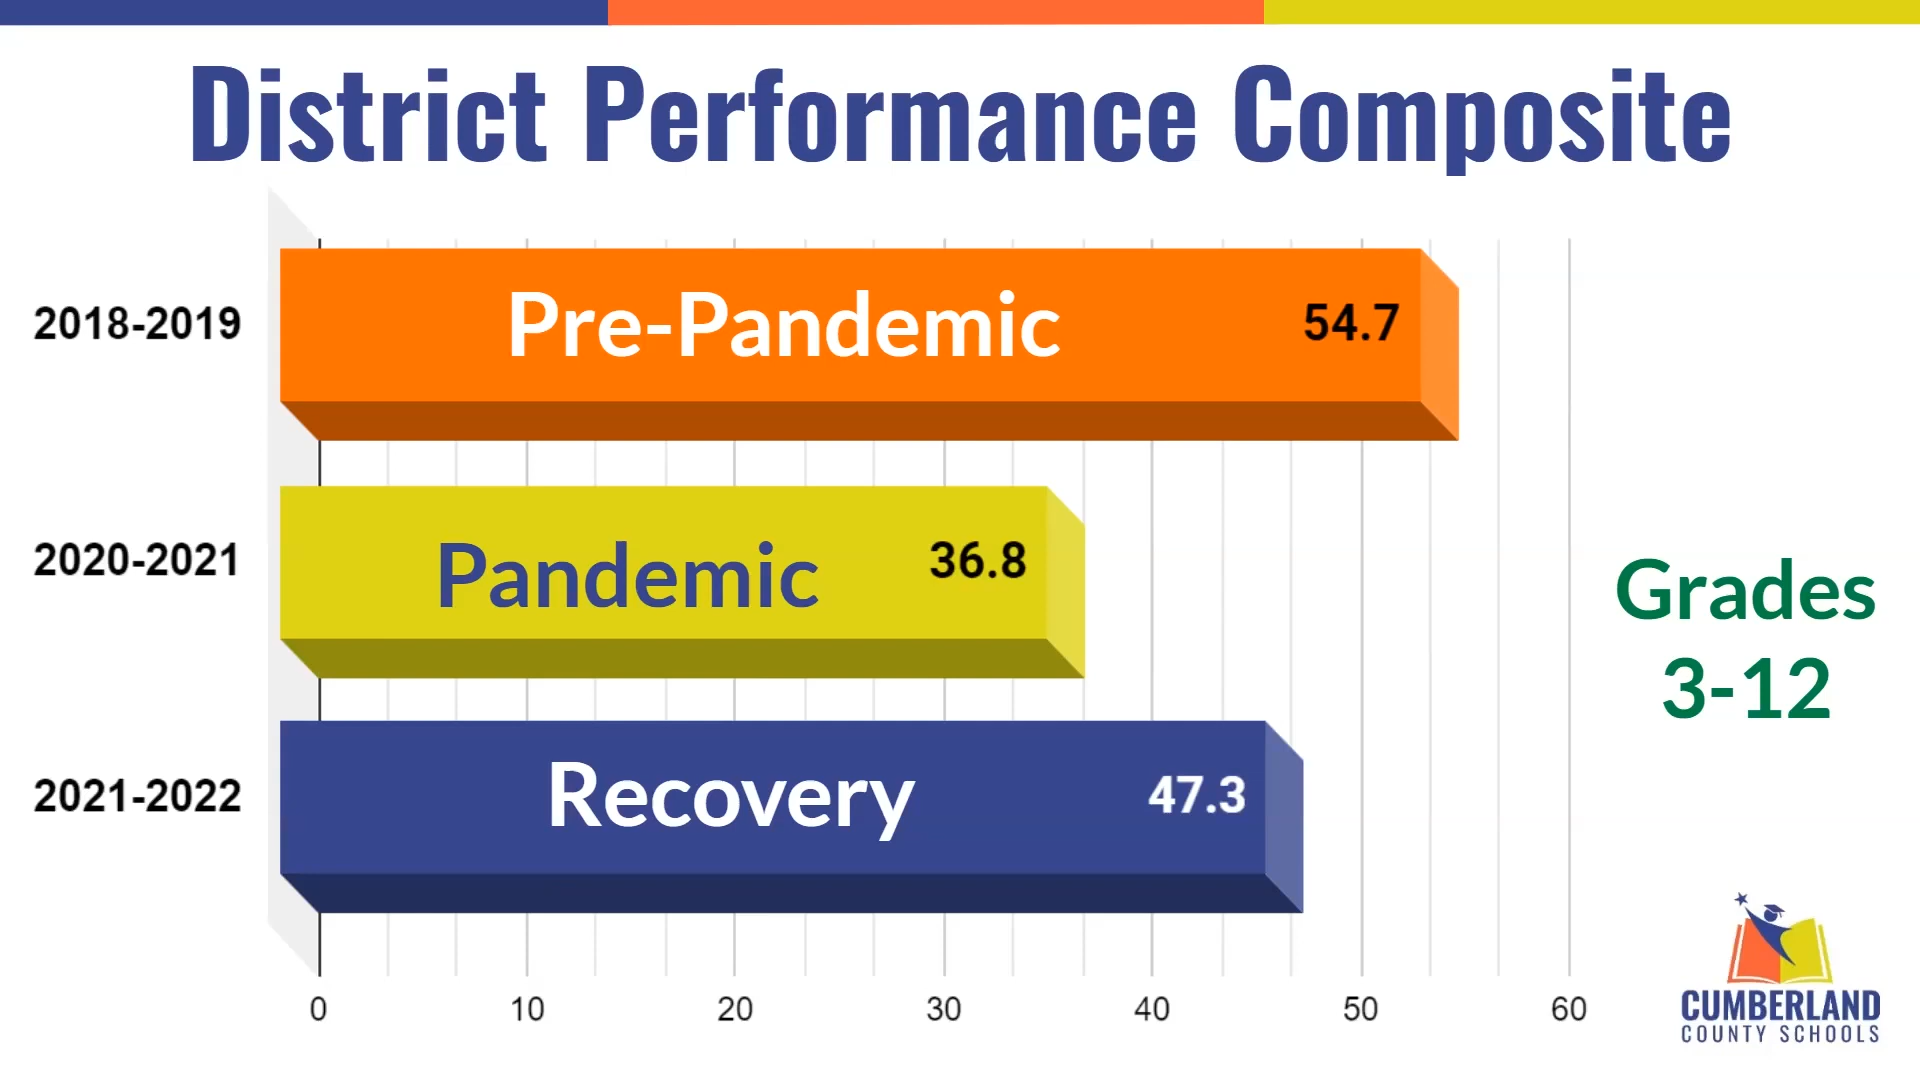 District Performance Composite
2018-2019
Pre-Pandemic
54.7
2020-2021
Pandemic
36.8
Grades
3-12
2021-2022
Recovery
47.3
0 10 20 30 40 50 60
CUMBERLAND
COUNTY SCHOOLS